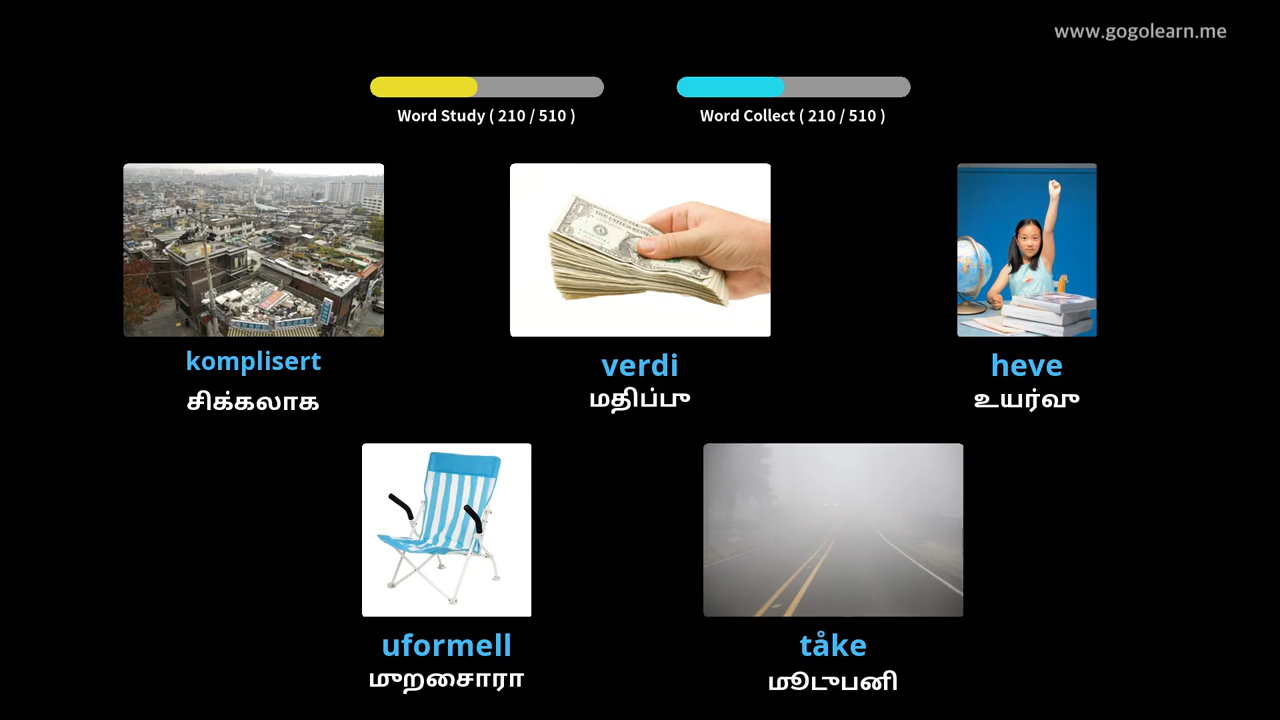 www.gogolearn.me
Word Study ( 210 / 510 )
Word Collect ( 210 / 510 )
komplisert
சிக்கலாக
verdi
மதிப்பு
heve
உயர்வு
uformell
முறைசாரா
tåke
மூடுபனி